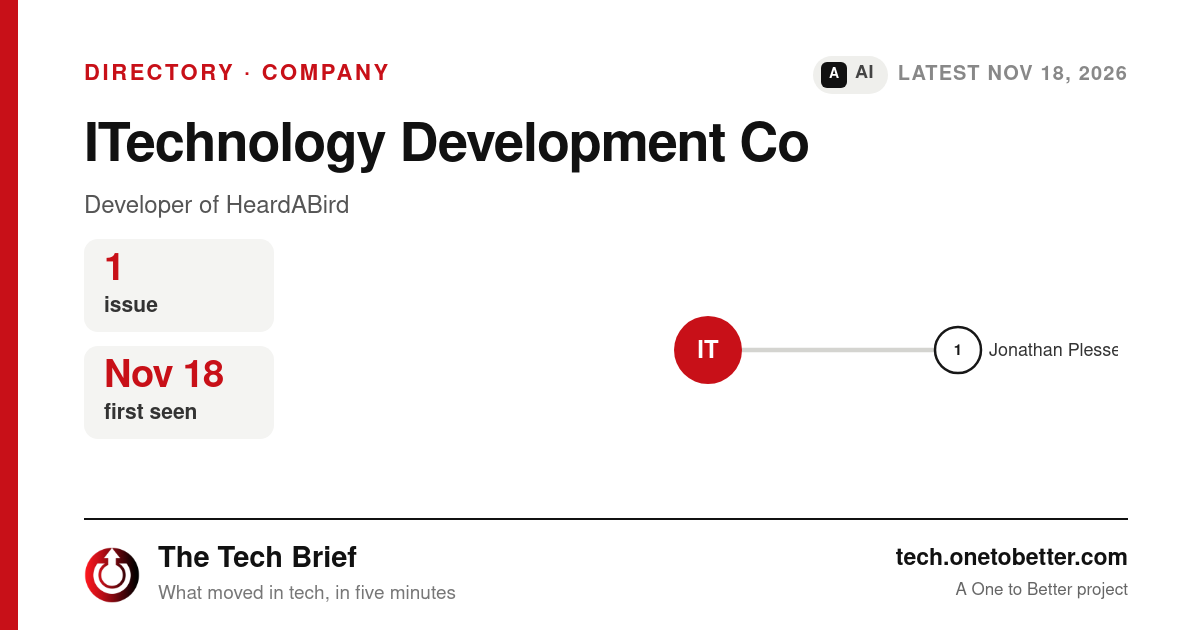 DIRECTORY · COMPANY
A AI LATEST NOV 18, 2026
ITechnology Development Co
Developer of HeardABird
1
issue
Nov 18
first seen
IT
1
Jonathan Plesse
The Tech Brief
What moved in tech, in five minutes
tech.onetobetter.com
A One to Better project